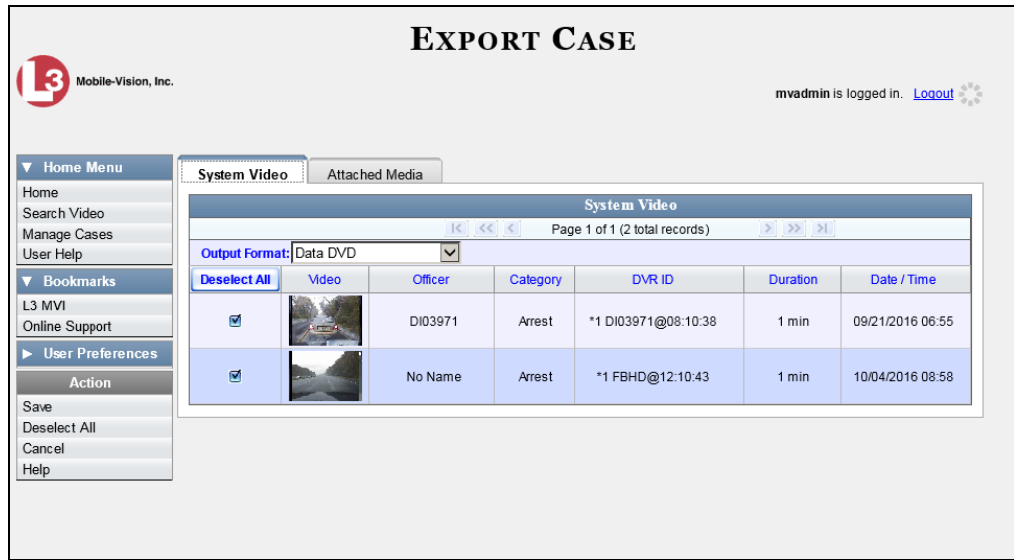 EXPORT CASE
L3 Mobile-Vision, Inc.
mvadmin is logged in. Logout
Home Menu
Home
Search Video
Manage Cases
User Help
Bookmarks
L3 MVI
Online Support
User Preferences
Action
Save
Deselect All
Cancel
Help
System Video Attached Media
System Video
Page 1 of 1 (2 total records)
Output Format: Data DVD
Deselect All Video Officer Category DVR ID Duration Date / Time
DI03971 Arrest *1 DI03971@08:10:38 1 min 09/21/2016 06:55
No Name Arrest *1 FBHD@12:10:43 1 min 10/04/2016 08:58